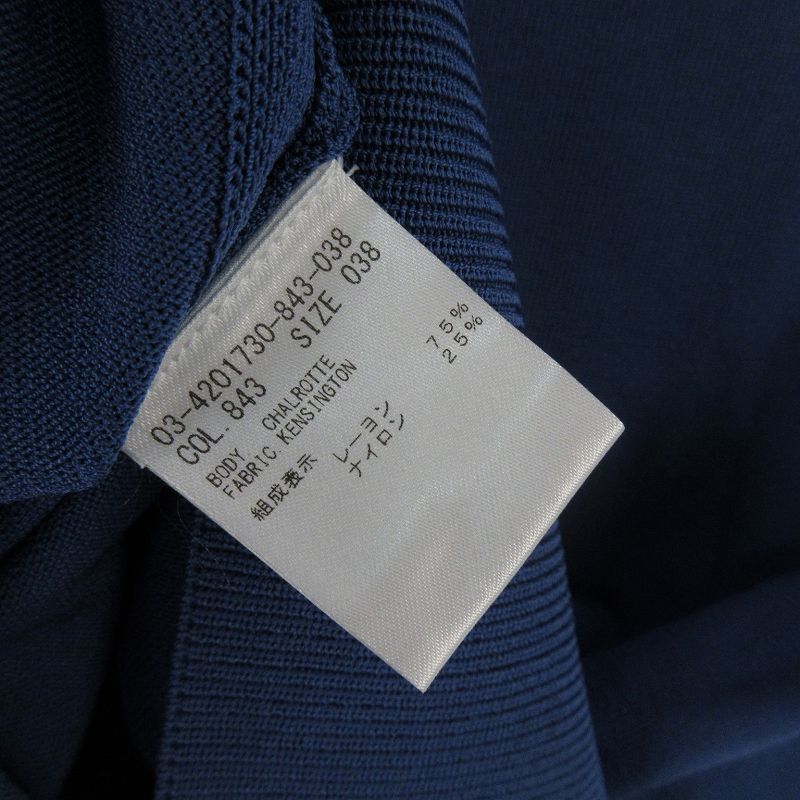 03-4201730-843-038
COL. 843 SIZE 038
BODY CHALROTTE
FABRIC KENSINGTON
組成表示 レーヨン 75%
ナイロン 25%